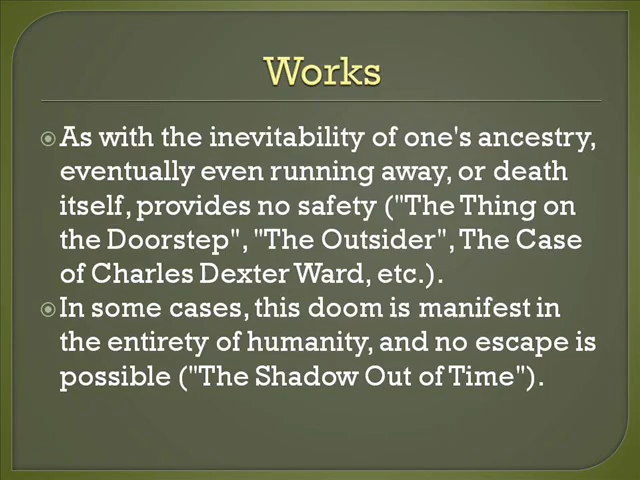 Works
As with the inevitability of one's ancestry,
eventually even running away, or death
itself, provides no safety ("The Thing on
the Doorstep", "The Outsider", The Case
of Charles Dexter Ward, etc.).
In some cases, this doom is manifest in
the entirety of humanity, and no escape is
possible ("The Shadow Out of Time").